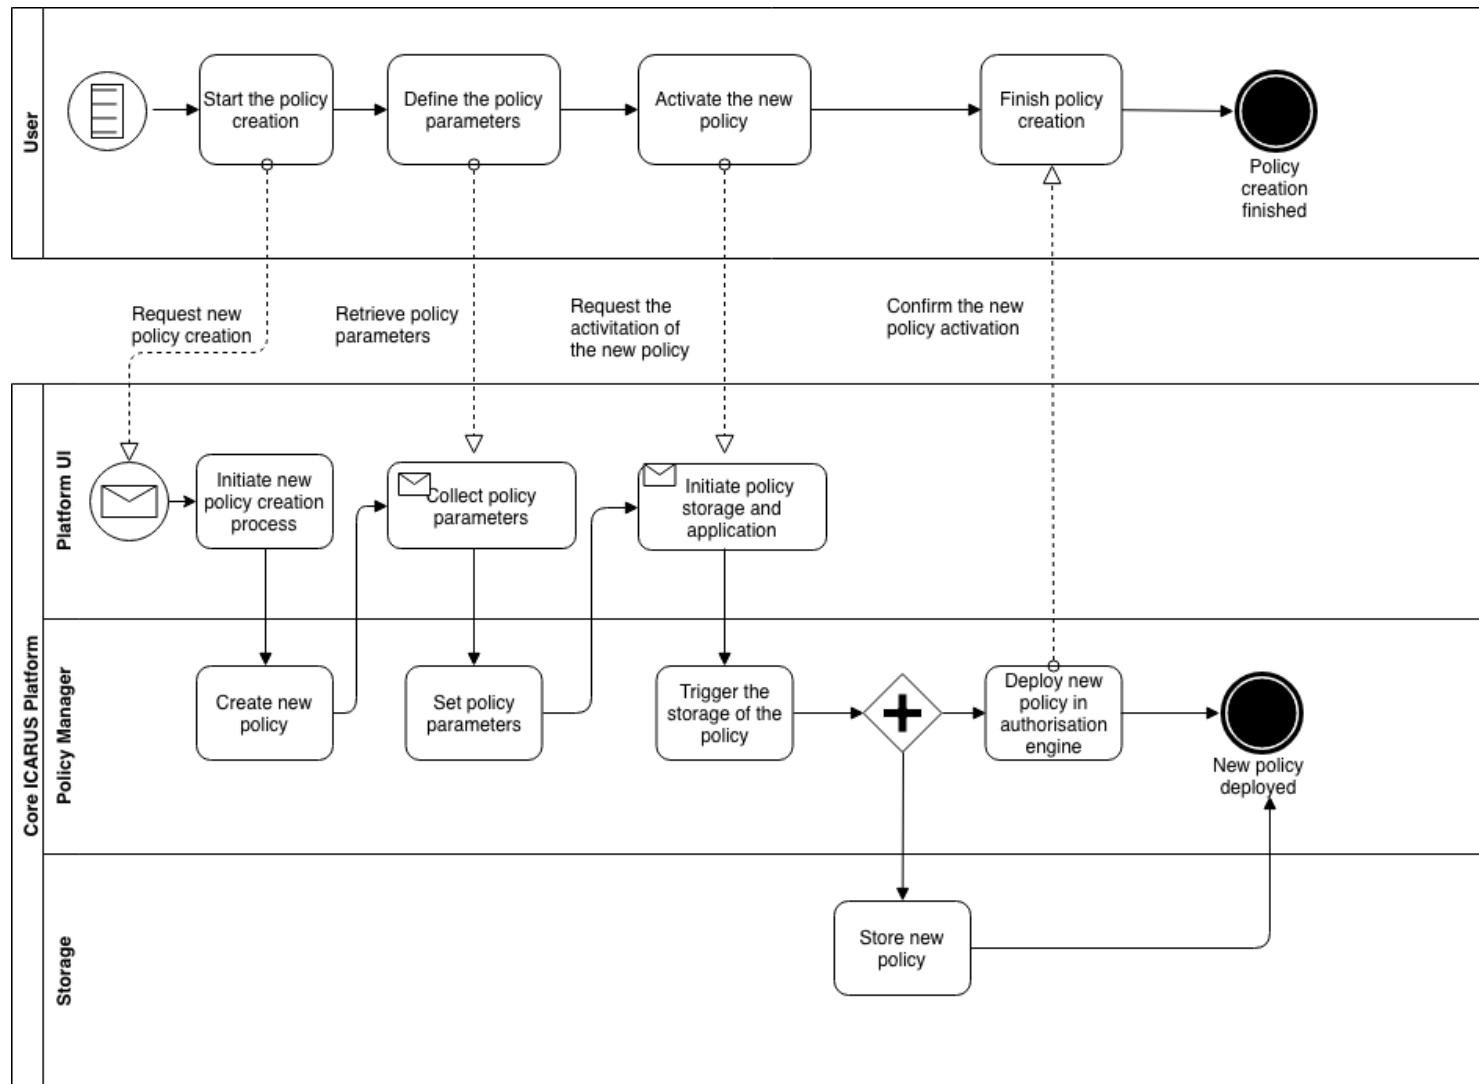 User
Start the policy
creation
Define the policy
parameters
Activate the new
policy
Finish policy
creation
Policy
creation
finished
Request new
policy creation
Retrieve policy
parameters
Request the
activitation of
the new policy
Confirm the new
policy activation
Core ICARUS Platform
Platform UI
Initiate new
policy creation
process
Collect policy
parameters
Initiate policy
storage and
application
Policy Manager
Create new
policy
Set policy
parameters
Trigger the
storage of the
policy
Deploy new
policy in
authorisation
engine
New policy
deployed
Storage
Store new
policy